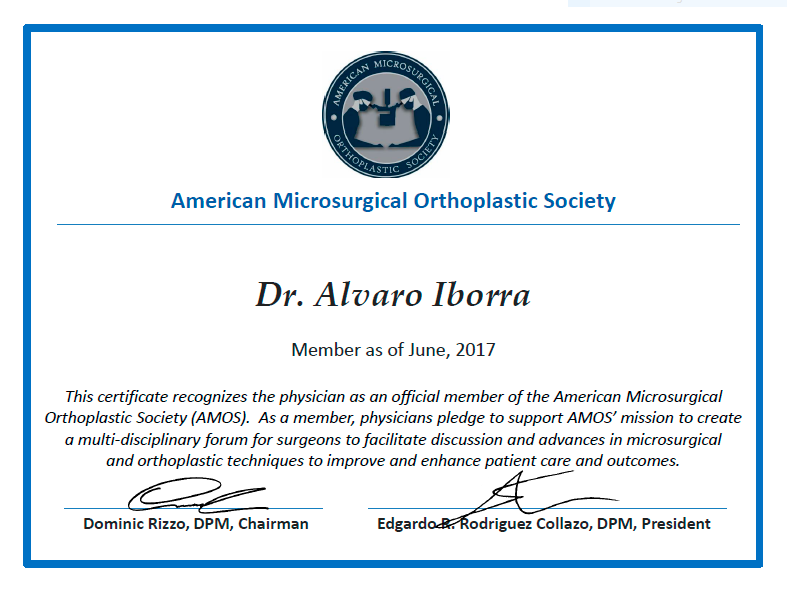 AMERICAN MICROSURGICAL
ORTHOPLASTIC SOCIETY
American Microsurgical Orthoplastic Society
Dr. Alvaro Iborra
Member as of June, 2017
This certificate recognizes the physician as an official member of the American Microsurgical
Orthoplastic Society (AMOS).  As a member, physicians pledge to support AMOS’ mission to create
a multi-disciplinary forum for surgeons to facilitate discussion and advances in microsurgical
and orthoplastic techniques to improve and enhance patient care and outcomes.
Dominic Rizzo, DPM, Chairman
Edgardo R. Rodriguez Collazo, DPM, President